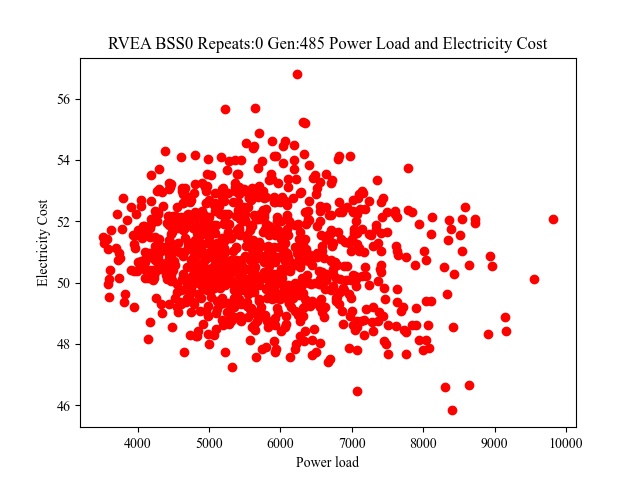 RVEA BSS0 Repeats:0 Gen:485 Power Load and Electricity Cost
56
54
52
50
48
46
Electricity Cost
4000 5000 6000 7000 8000 9000 10000
Power load